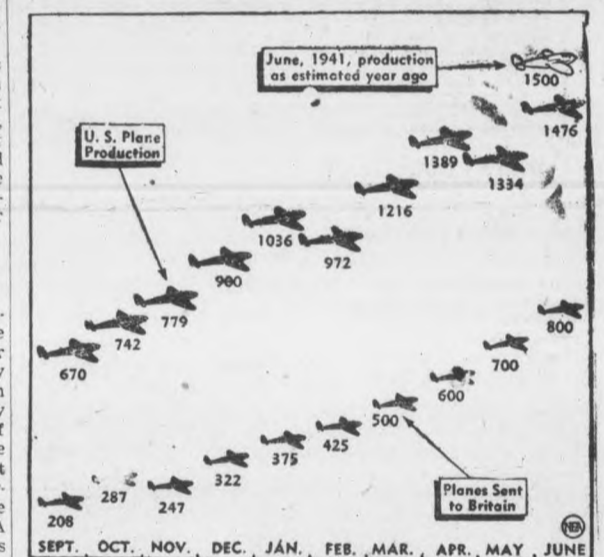 June, 1941, production
as estimated year ago
1500
1476
U. S. Plane
Production
1389
1334
1216
1036
972
900
779
742
670
800
700
600
500
425
375
322
287
247
208
Planes Sent
to Britain
NEA
SEPT. OCT. NOV. DEC. JAN. FEB. MAR. APR. MAY JUNE